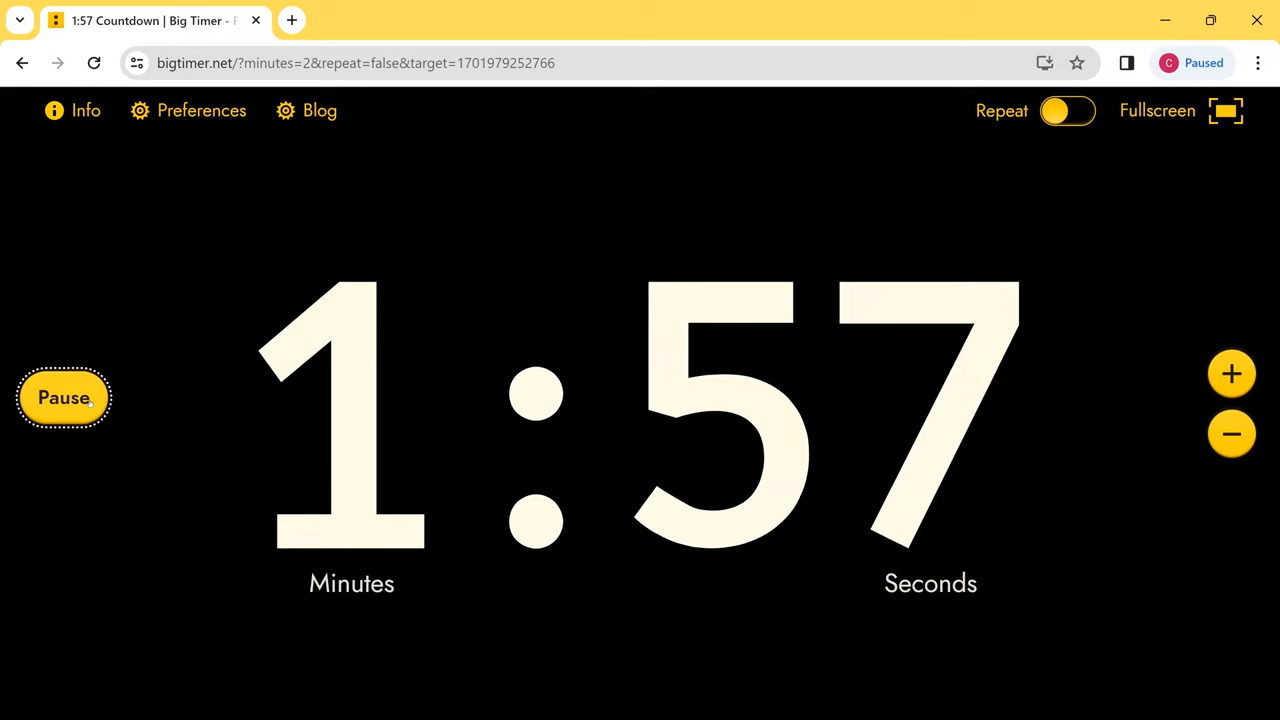 1:57 Countdown | Big Timer -
bigtimer.net/?minutes=2&repeat=false&target=1701979252766
C Paused
Info Preferences Blog Repeat Fullscreen
1:57
Pause
+
−
Minutes Seconds